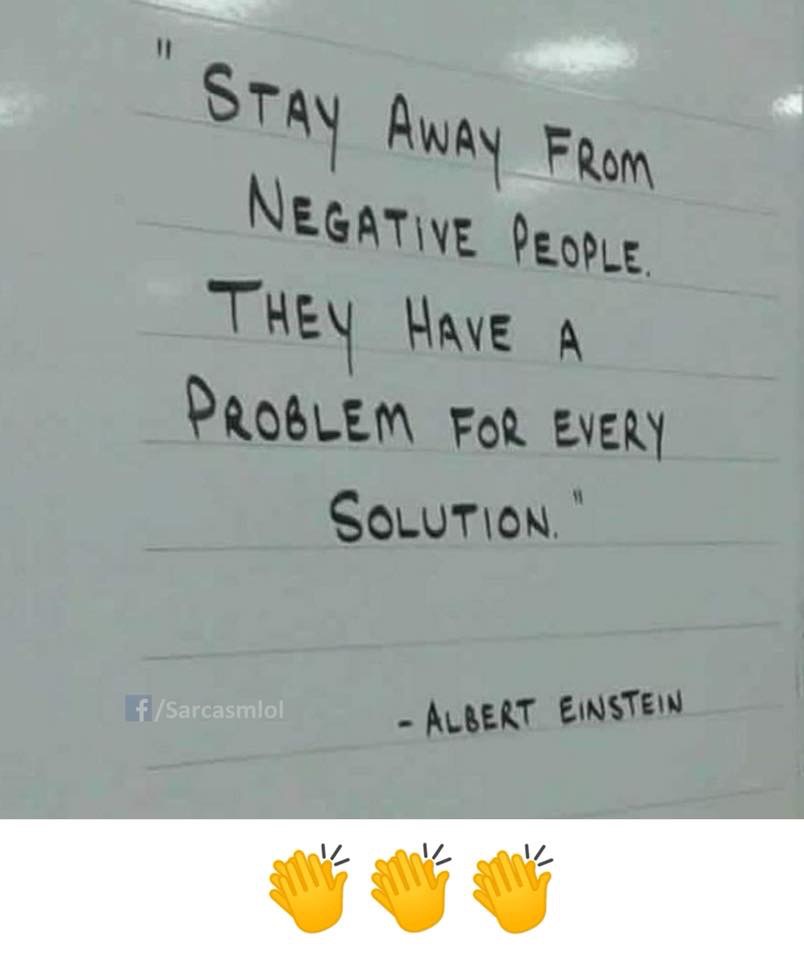 "STAY AWAY FROM
NEGATIVE PEOPLE.
THEY HAVE A
PROBLEM FOR EVERY
SOLUTION."
f/Sarcasmlol
- ALBERT EINSTEIN